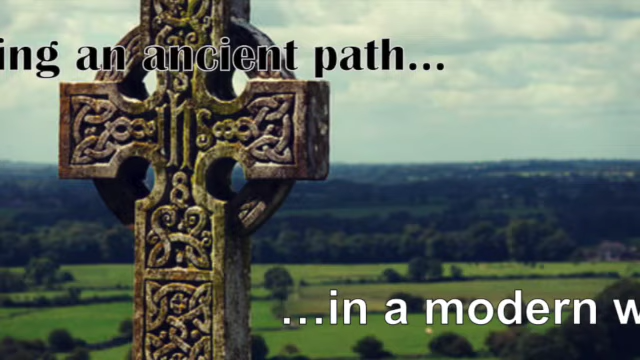 ing an ancient path...
...in a modern w